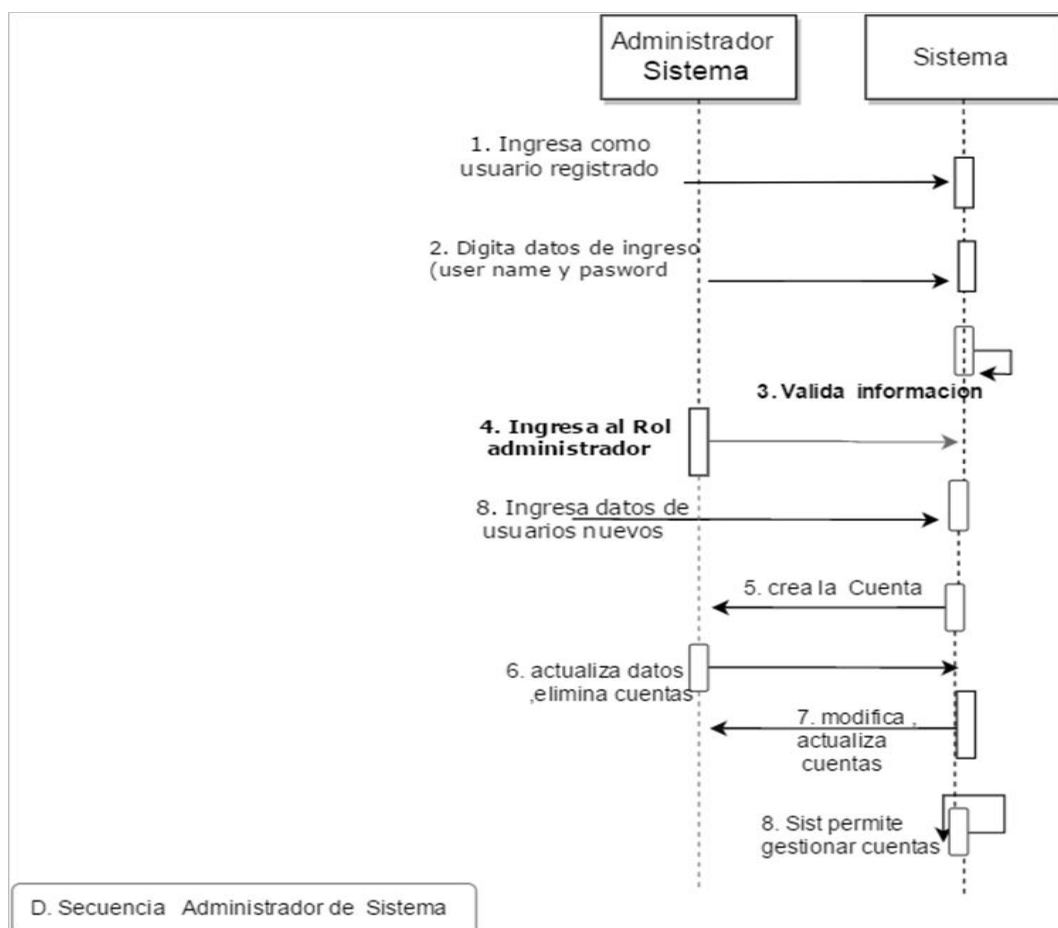 Administrador
Sistema
Sistema
1. Ingresa como
usuario registrado
2. Digita datos de ingreso
(user name y pasword
3. Valida informacion
4. Ingresa al Rol
administrador
8. Ingresa datos de
usuarios nuevos
5. crea la Cuenta
6. actualiza datos
,elimina cuentas
7. modifica ,
actualiza
cuentas
8. Sist permite
gestionar cuentas
D. Secuencia Administrador de Sistema